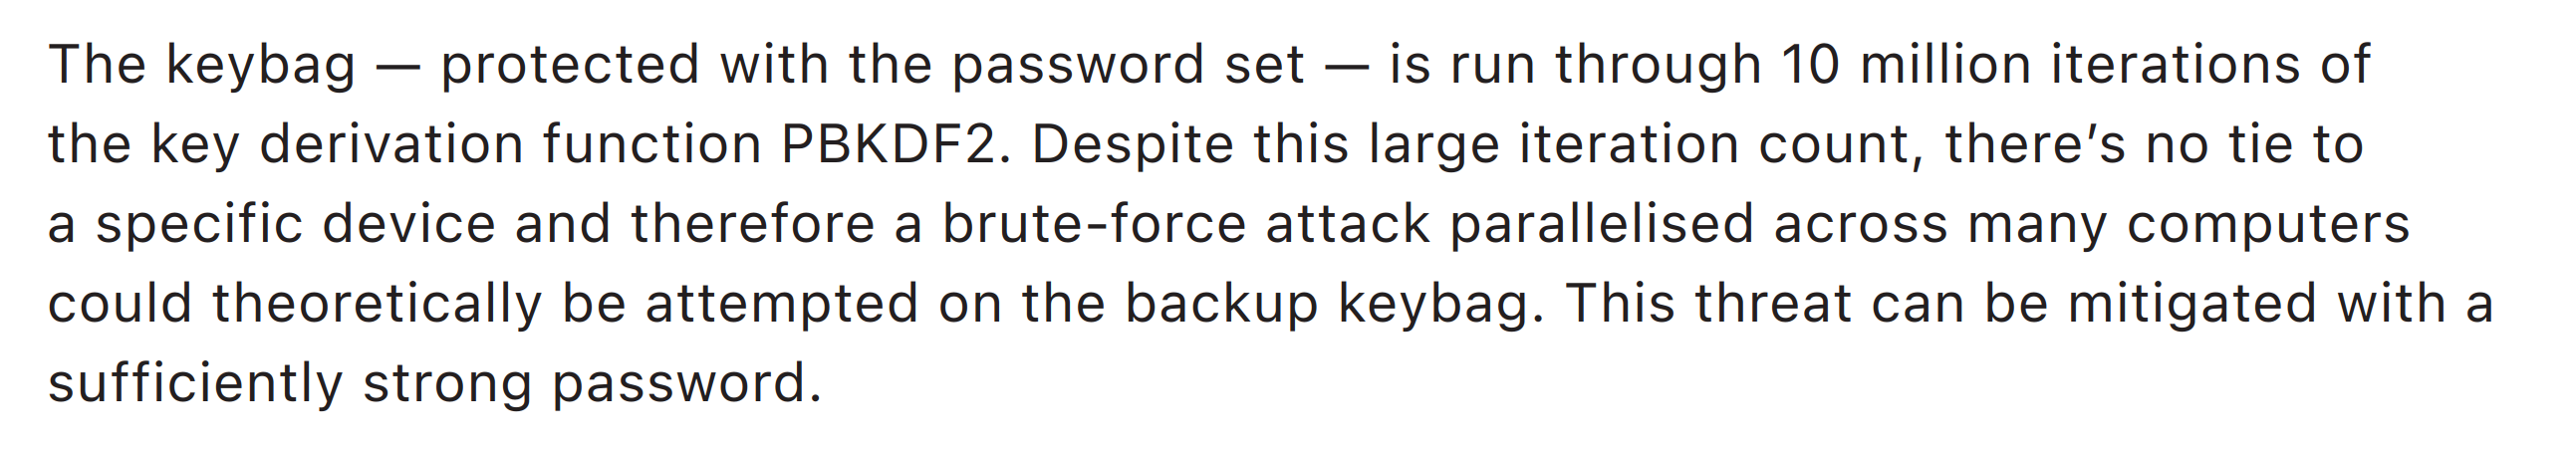 The keybag — protected with the password set — is run through 10 million iterations of
the key derivation function PBKDF2. Despite this large iteration count, there’s no tie to
a specific device and therefore a brute-force attack parallelised across many computers
could theoretically be attempted on the backup keybag. This threat can be mitigated with a
sufficiently strong password.